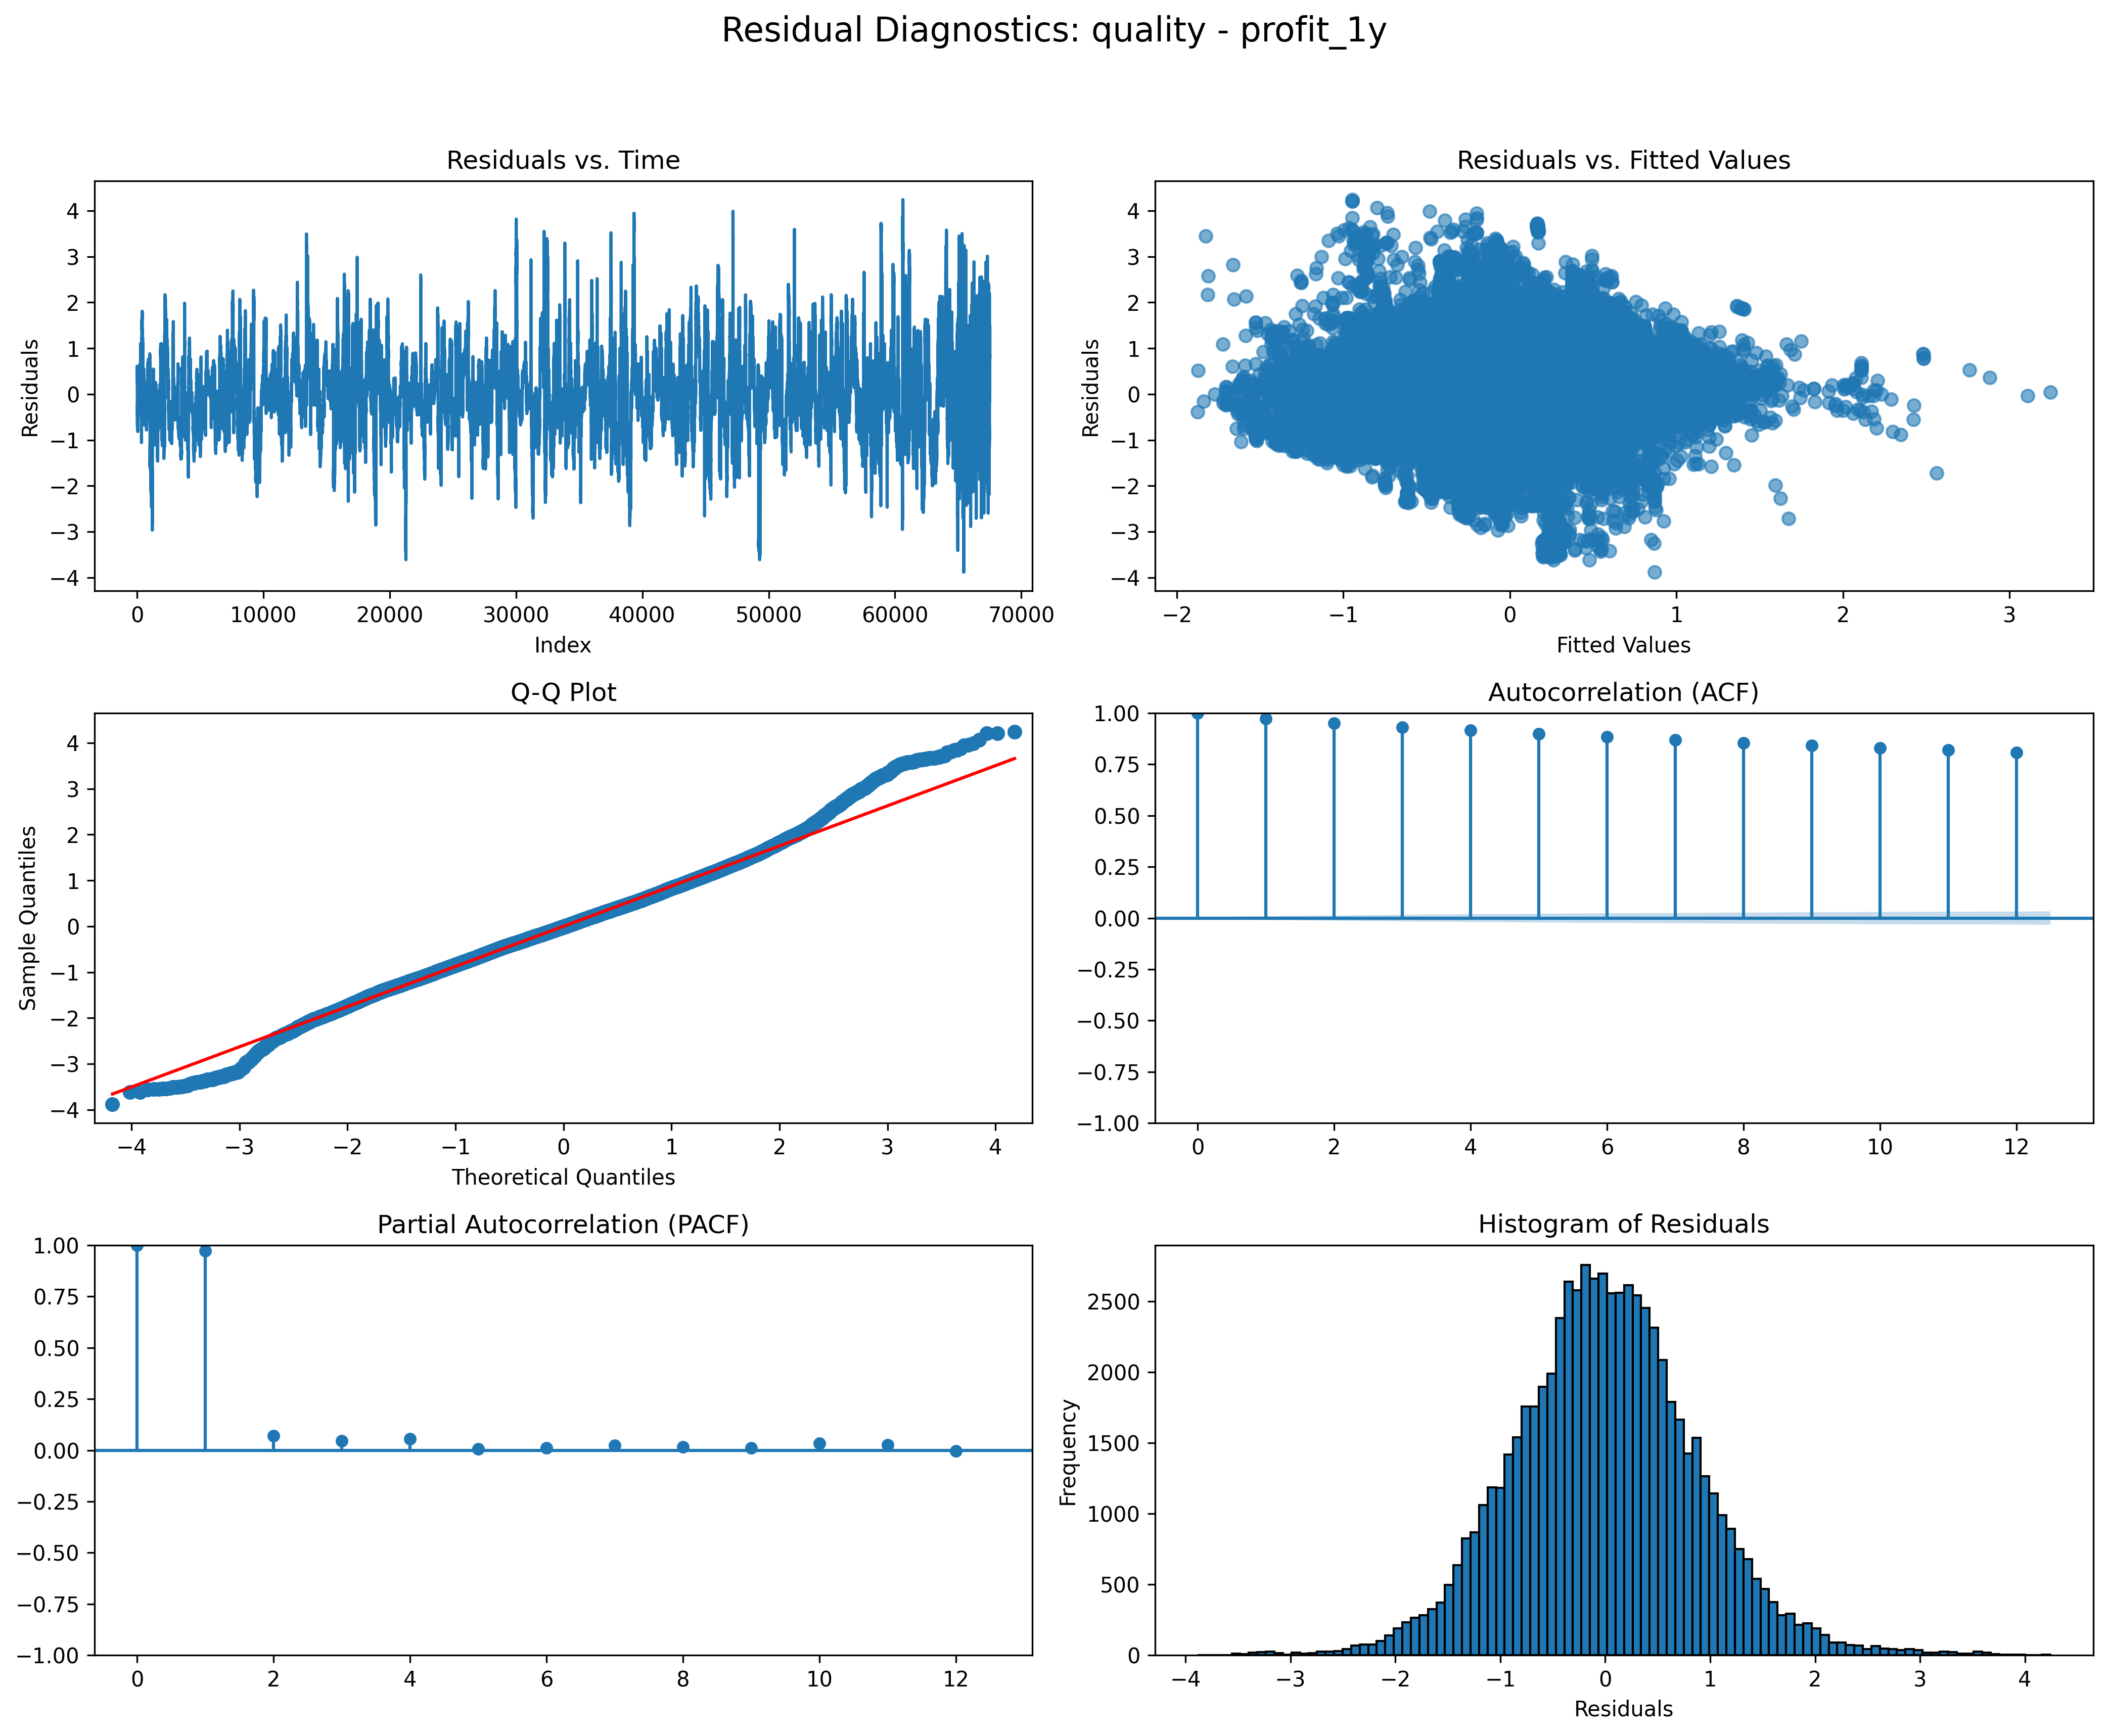 Residual Diagnostics: quality - profit_1y
Residuals vs. Time
4
3
2
1
0
−1
−2
−3
−4
Residuals
0 10000 20000 30000 40000 50000 60000 70000
Index
Residuals vs. Fitted Values
4
3
2
1
0
−1
−2
−3
−4
Residuals
−2 −1 0 1 2 3
Fitted Values
Q-Q Plot
4
3
2
1
0
−1
−2
−3
−4
Sample Quantiles
−4 −3 −2 −1 0 1 2 3 4
Theoretical Quantiles
Autocorrelation (ACF)
1.00
0.75
0.50
0.25
0.00
−0.25
−0.50
−0.75
−1.00
0 2 4 6 8 10 12
Partial Autocorrelation (PACF)
1.00
0.75
0.50
0.25
0.00
−0.25
−0.50
−0.75
−1.00
0 2 4 6 8 10 12
Histogram of Residuals
2500
2000
1500
1000
500
0
Frequency
−4 −3 −2 −1 0 1 2 3 4
Residuals